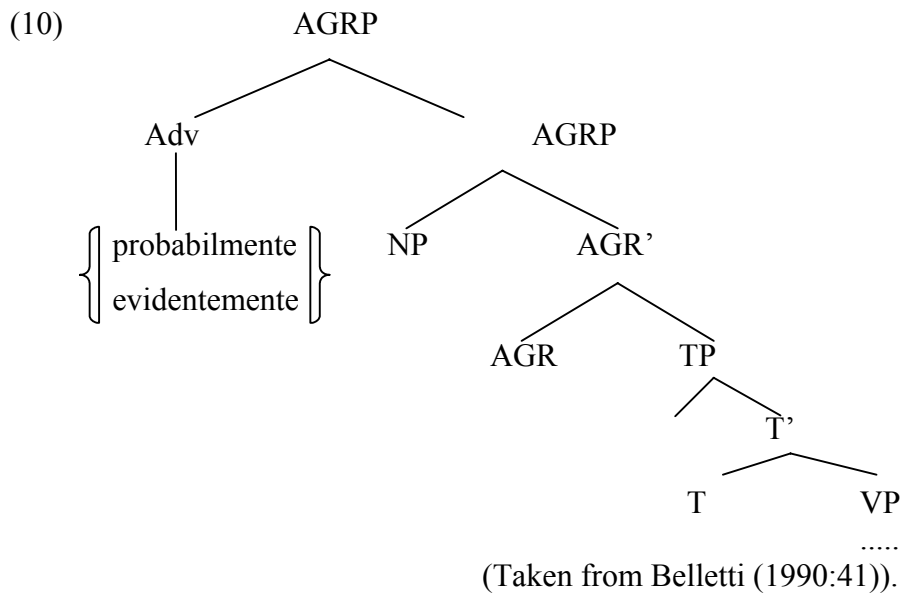 (10) AGRP
Adv AGRP
probabilmente NP AGR’
evidentemente
AGR TP
T’
T VP
.....
(Taken from Belletti (1990:41)).